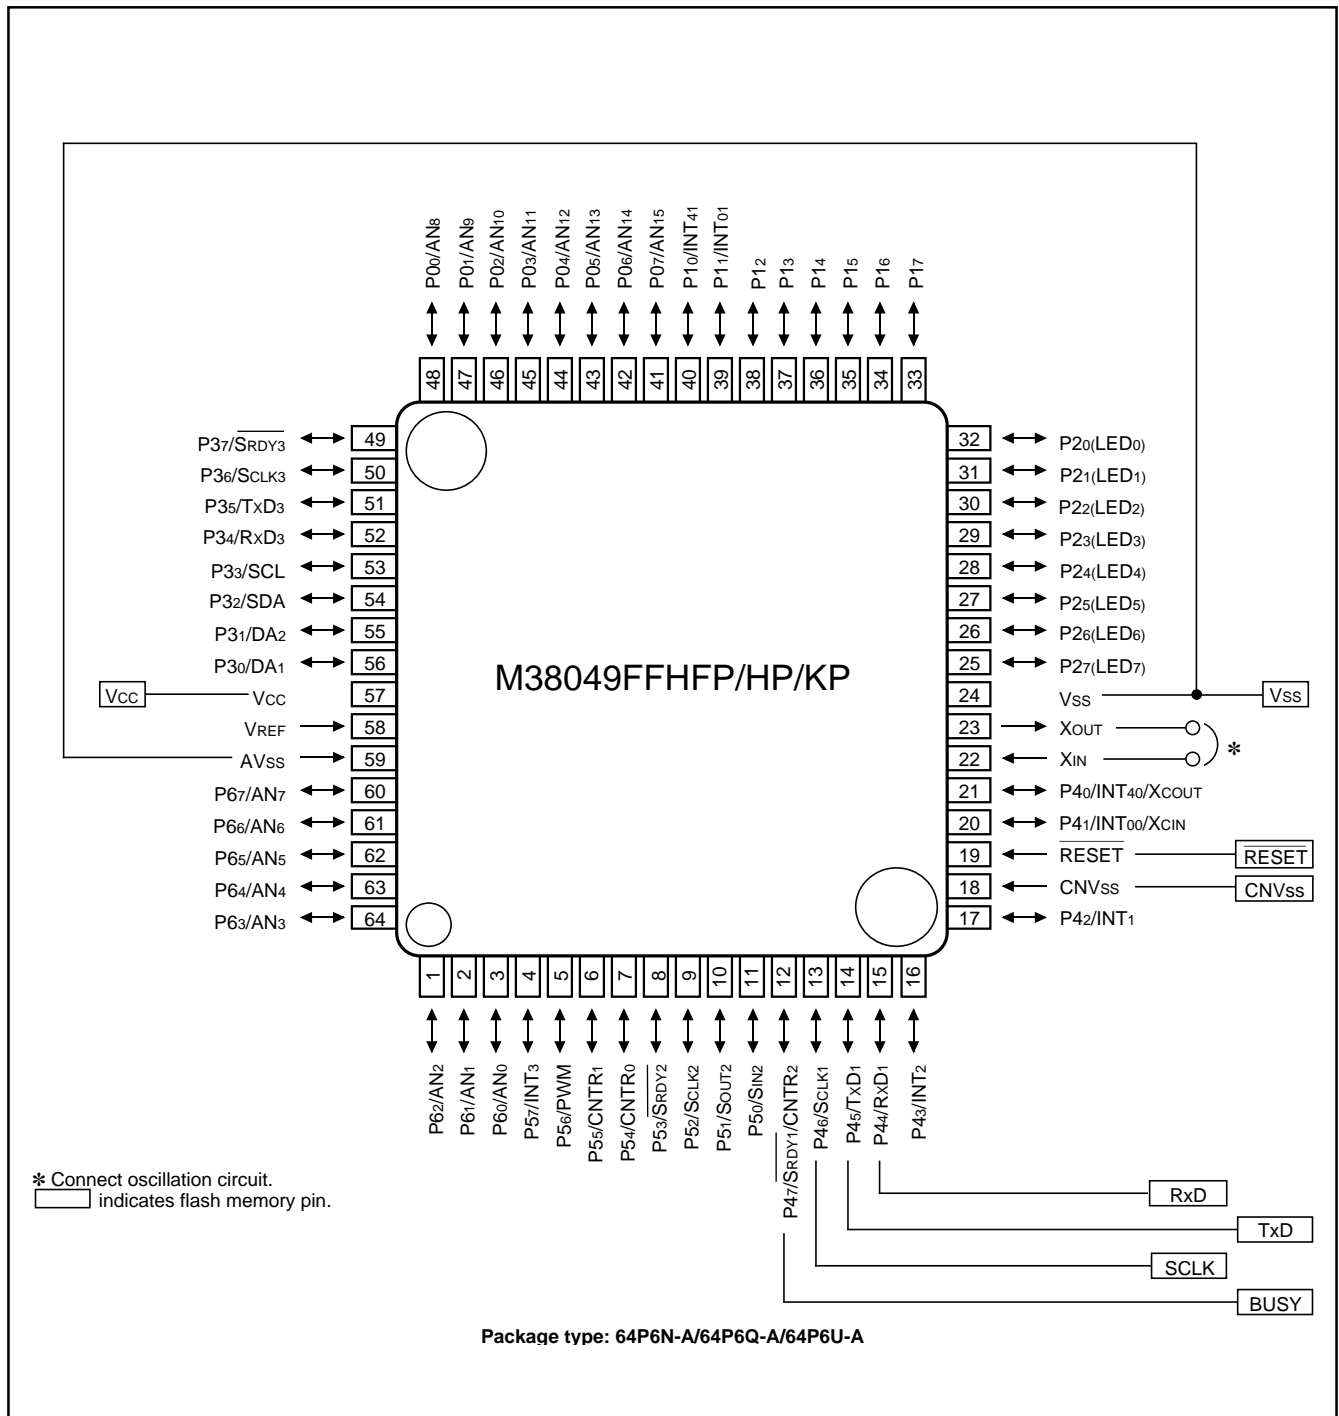 P00/AN8
P01/AN9
P02/AN10
P03/AN11
P04/AN12
P05/AN13
P06/AN14
P07/AN15
P10/INT41
P11/INT01
P12
P13
P14
P15
P16
P17
48 47 46 45 44 43 42 41 40 39 38 37 36 35 34 33
P37/SRDY3 49
P36/SCLK3 50
P35/TXD3 51
P34/RXD3 52
P33/SCL 53
P32/SDA 54
P31/DA2 55
P30/DA1 56
VCC VCC 57
VREF 58
AVSS 59
P67/AN7 60
P66/AN6 61
P65/AN5 62
P64/AN4 63
P63/AN3 64
M38049FFHFP/HP/KP
32 P20(LED0)
31 P21(LED1)
30 P22(LED2)
29 P23(LED3)
28 P24(LED4)
27 P25(LED5)
26 P26(LED6)
25 P27(LED7)
24 VSS VSS
23 XOUT
22 XIN *
21 P40/INT40/XCOUT
20 P41/INT00/XCIN
19 RESET RESET
18 CNVSS CNVss
17 P42/INT1
1 2 3 4 5 6 7 8 9 10 11 12 13 14 15 16
P62/AN2
P61/AN1
P60/AN0
P57/INT3
P56/PWM
P55/CNTR1
P54/CNTR0
P53/SRDY2
P52/SCLK2
P51/SOUT2
P50/SIN2
P47/SRDY1/CNTR2
P46/SCLK1
P45/TXD1
P44/RXD1
P43/INT2
* Connect oscillation circuit.
indicates flash memory pin.
RxD
TxD
SCLK
BUSY
Package type: 64P6N-A/64P6Q-A/64P6U-A